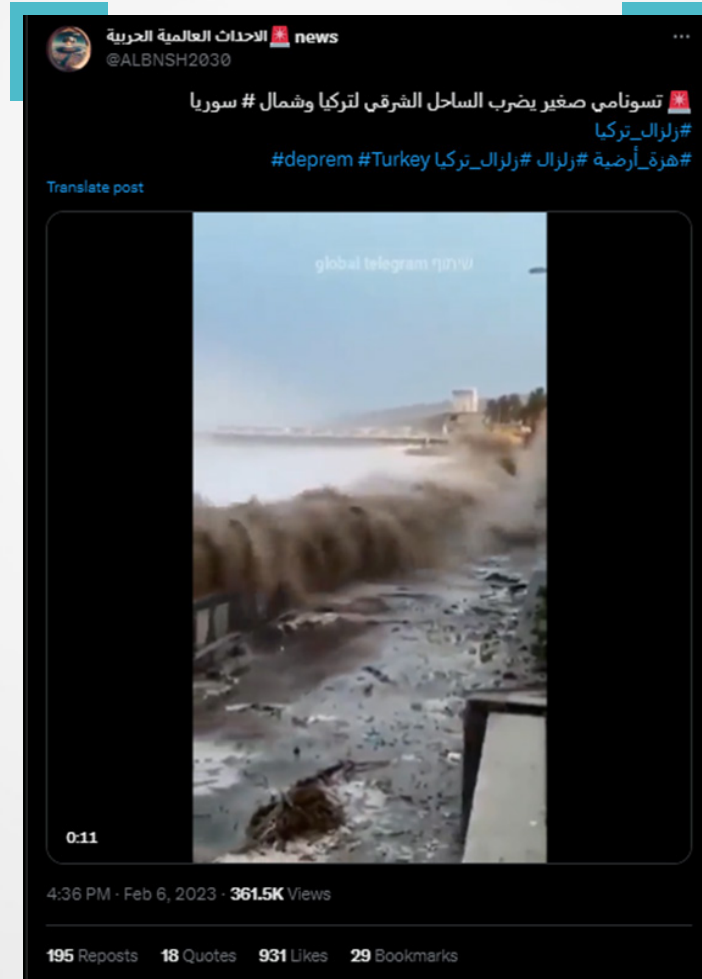 الاحداث العالمية الحربية🚨 news
@ALBNSH2030
🚨 تسونامي صغير يضرب الساحل الشرقي لتركيا وشمال # سوريا
#زلزال_تركيا
#هزة_أرضية #زلزال #زلزال_تركيا #deprem #Turkey
Translate post
global telegram שיתוף
0:11
4:36 PM · Feb 6, 2023 · 361.5K Views
195 Reposts 18 Quotes 931 Likes 29 Bookmarks